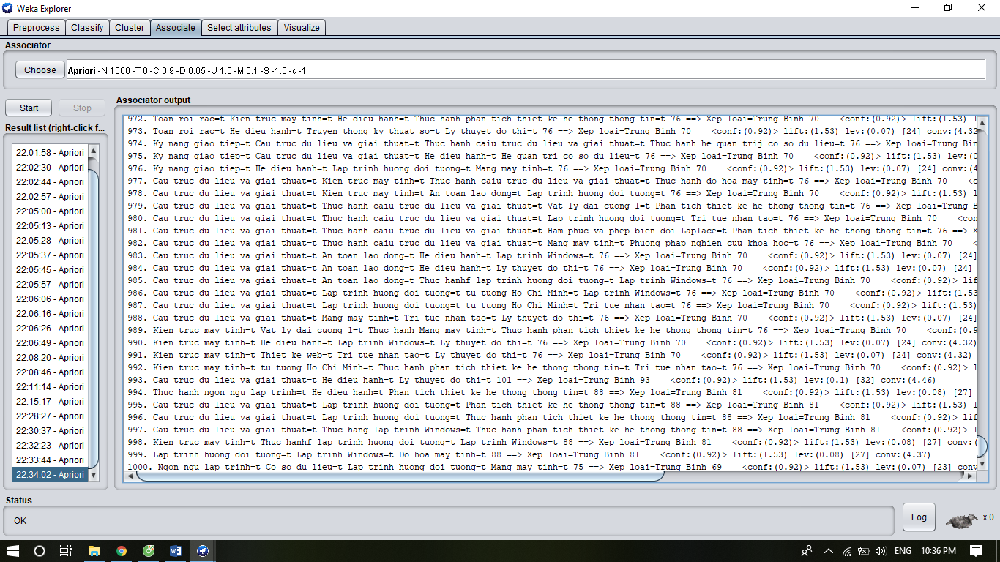 Weka Explorer
Preprocess Classify Cluster Associate Select attributes Visualize
Associator
Choose Apriori -N 1000 -T 0 -C 0.9 -D 0.05 -U 1.0 -M 0.1 -S -1.0 -c -1
Start Stop
Result list (right-click f...
22:01:58 - Apriori
22:02:30 - Apriori
22:02:44 - Apriori
22:02:57 - Apriori
22:05:00 - Apriori
22:05:13 - Apriori
22:05:28 - Apriori
22:05:37 - Apriori
22:05:45 - Apriori
22:05:57 - Apriori
22:06:06 - Apriori
22:06:16 - Apriori
22:06:26 - Apriori
22:06:49 - Apriori
22:08:20 - Apriori
22:08:46 - Apriori
22:11:14 - Apriori
22:15:17 - Apriori
22:28:27 - Apriori
22:30:37 - Apriori
22:32:23 - Apriori
22:33:44 - Apriori
22:34:02 - Apriori
Associator output
972. Toan roi rac=t Kien truc may tinh=t He dieu hanh=t Thuc hanh phan tich thiet ke he thong thong tin=t 76 ==> Xep loai=Trung Binh 70 <conf:(0.92)> lift:(1.53) l
973. Toan roi rac=t He dieu hanh=t Truyen thong ky thuat so=t Ly thuyet do thi=t 76 ==> Xep loai=Trung Binh 70 <conf:(0.92)> lift:(1.53) lev:(0.07) [24] conv:(4.32
974. Ky nang giao tiep=t Cau truc du lieu va giai thuat=t Thuc hanh caiu truc du lieu va giai thuat=t Thuc hanh he quan trij co so du lieu=t 76 ==> Xep loai=Trung Bin
975. Ky nang giao tiep=t Cau truc du lieu va giai thuat=t He dieu hanh=t He quan tri co so du lieu=t 76 ==> Xep loai=Trung Binh 70 <conf:(0.92)> lift:(1.53) lev:(0
976. Ky nang giao tiep=t He dieu hanh=t Lap trinh huong doi tuong=t Mang may tinh=t 76 ==> Xep loai=Trung Binh 70 <conf:(0.92)> lift:(1.53) lev:(0.07) [24] conv:(4
977. Cau truc du lieu va giai thuat=t Kien truc may tinh=t Thuc hanh caiu truc du lieu va giai thuat=t Thuc hanh do hoa may tinh=t 76 ==> Xep loai=Trung Binh 70 <c
978. Cau truc du lieu va giai thuat=t Kien truc may tinh=t An toan lao dong=t Lap trinh huong doi tuong=t 76 ==> Xep loai=Trung Binh 70 <conf:(0.92)> lift:(1.53) l
979. Cau truc du lieu va giai thuat=t Thuc hanh caiu truc du lieu va giai thuat=t Vat ly dai cuong 1=t Phan tich thiet ke he thong thong tin=t 76 ==> Xep loai=Trung B
980. Cau truc du lieu va giai thuat=t Thuc hanh caiu truc du lieu va giai thuat=t Lap trinh huong doi tuong=t Tri tue nhan tao=t 76 ==> Xep loai=Trung Binh 70 <con
981. Cau truc du lieu va giai thuat=t Thuc hanh caiu truc du lieu va giai thuat=t Ham phuc va phep bien doi Laplace=t Phan tich thiet ke he thong thong tin=t 76 ==> X
982. Cau truc du lieu va giai thuat=t Thuc hanh caiu truc du lieu va giai thuat=t Mang may tinh=t Phuong phap nghien cuu khoa hoc=t 76 ==> Xep loai=Trung Binh 70 <
983. Cau truc du lieu va giai thuat=t An toan lao dong=t He dieu hanh=t Lap trinh Windows=t 76 ==> Xep loai=Trung Binh 70 <conf:(0.92)> lift:(1.53) lev:(0.07) [24]
984. Cau truc du lieu va giai thuat=t An toan lao dong=t He dieu hanh=t Ly thuyet do thi=t 76 ==> Xep loai=Trung Binh 70 <conf:(0.92)> lift:(1.53) lev:(0.07) [24]
985. Cau truc du lieu va giai thuat=t An toan lao dong=t Thuc hanhf lap trinh huong doi tuong=t Lap trinh Windows=t 76 ==> Xep loai=Trung Binh 70 <conf:(0.92)> lif
986. Cau truc du lieu va giai thuat=t Lap trinh huong doi tuong=t tu tuong Ho Chi Minh=t Lap trinh Windows=t 76 ==> Xep loai=Trung Binh 70 <conf:(0.92)> lift:(1.53
987. Cau truc du lieu va giai thuat=t Lap trinh huong doi tuong=t tu tuong Ho Chi Minh=t Tri tue nhan tao=t 76 ==> Xep loai=Trung Binh 70 <conf:(0.92)> lift:(1.53)
988. Cau truc du lieu va giai thuat=t Mang may tinh=t Tri tue nhan tao=t Ly thuyet do thi=t 76 ==> Xep loai=Trung Binh 70 <conf:(0.92)> lift:(1.53) lev:(0.07) [24]
989. Kien truc may tinh=t Vat ly dai cuong 1=t Thuc hanh Mang may tinh=t Thuc hanh phan tich thiet ke he thong thong tin=t 76 ==> Xep loai=Trung Binh 70 <conf:(0.9
990. Kien truc may tinh=t He dieu hanh=t Lap trinh Windows=t Ly thuyet do thi=t 76 ==> Xep loai=Trung Binh 70 <conf:(0.92)> lift:(1.53) lev:(0.07) [24] conv:(4.32)
991. Kien truc may tinh=t Thiet ke web=t Tri tue nhan tao=t Ly thuyet do thi=t 76 ==> Xep loai=Trung Binh 70 <conf:(0.92)> lift:(1.53) lev:(0.07) [24] conv:(4.32)
992. Kien truc may tinh=t tu tuong Ho Chi Minh=t Thuc hanh phan tich thiet ke he thong thong tin=t Tri tue nhan tao=t 76 ==> Xep loai=Trung Binh 70 <conf:(0.92)> l
993. Cau truc du lieu va giai thuat=t He dieu hanh=t Ly thuyet do thi=t 101 ==> Xep loai=Trung Binh 93 <conf:(0.92)> lift:(1.53) lev:(0.1) [32] conv:(4.46)
994. Thuc hanh ngon ngu lap trinh=t He dieu hanh=t Phan tich thiet ke he thong thong tin=t 88 ==> Xep loai=Trung Binh 81 <conf:(0.92)> lift:(1.53) lev:(0.08) [27]
995. Cau truc du lieu va giai thuat=t Lap trinh huong doi tuong=t Phan tich thiet ke he thong thong tin=t 88 ==> Xep loai=Trung Binh 81 <conf:(0.92)> lift:(1.53) l
996. Cau truc du lieu va giai thuat=t Lap trinh huong doi tuong=t Thuc hanh phan tich thiet ke he thong thong tin=t 88 ==> Xep loai=Trung Binh 81 <conf:(0.92)> l
997. Cau truc du lieu va giai thuat=t Thuc hang lap trinh Windows=t Thuc hanh phan tich thiet ke he thong thong tin=t 88 ==> Xep loai=Trung Binh 81 <conf:(0.92)> l
998. Kien truc may tinh=t Thuc hanhf lap trinh huong doi tuong=t Lap trinh Windows=t 88 ==> Xep loai=Trung Binh 81 <conf:(0.92)> lift:(1.53) lev:(0.08) [27] conv:(
999. Lap trinh huong doi tuong=t Lap trinh Windows=t Do hoa may tinh=t 88 ==> Xep loai=Trung Binh 81 <conf:(0.92)> lift:(1.53) lev:(0.08) [27] conv:(4.37)
1000. Ngon ngu lap trinh=t Co so du lieu=t Lap trinh huong doi tuong=t Mang may tinh=t 75 ==> Xep loai=Trung Binh 69 <conf:(0.92)> lift:(1.53) lev:(0.07) [23] conv
Status
OK
Log x 0
ENG 10:36 PM